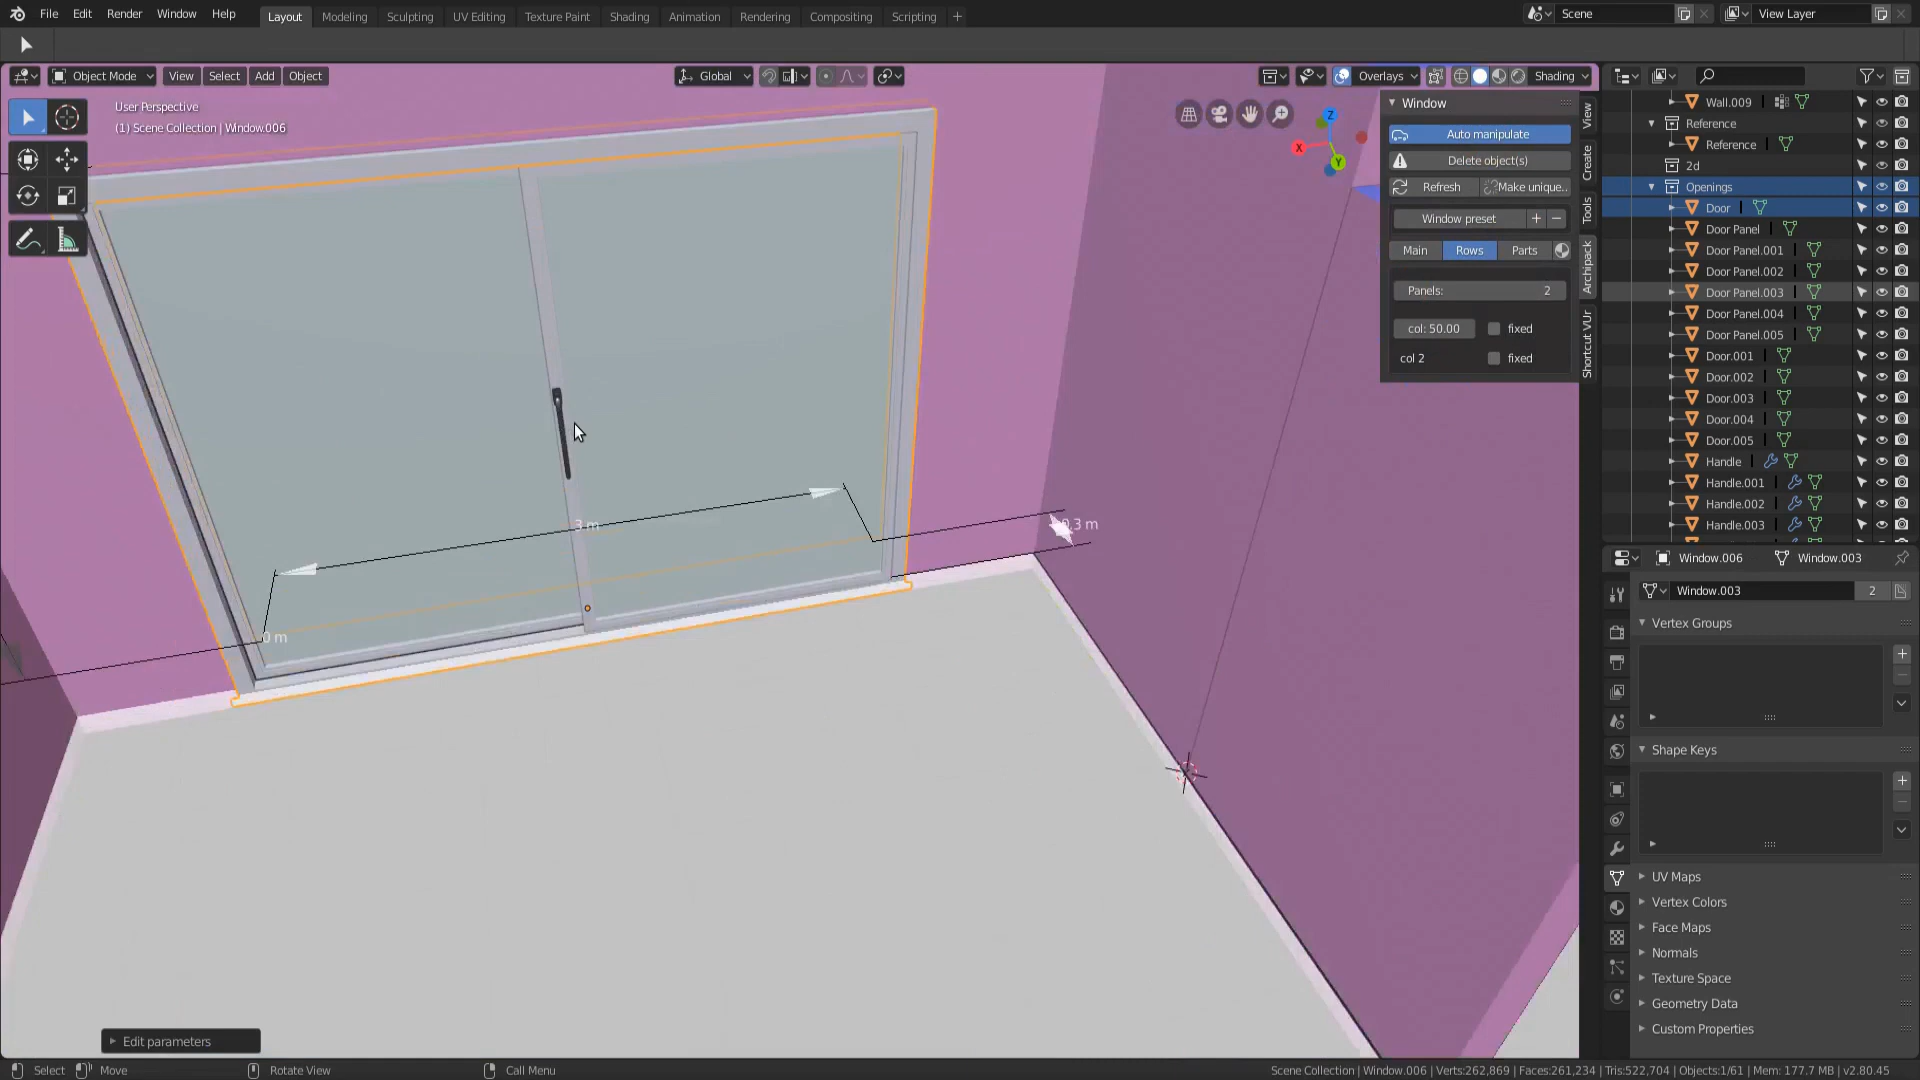 File Edit Render Window Help
Layout Modeling Sculpting UV Editing Texture Paint Shading Animation Rendering Compositing Scripting +
Scene
View Layer
Object Mode View Select Add Object
Global
Overlays
Shading
User Perspective
(1) Scene Collection | Window.006
Z
X
Y
3 m
0.3 m
0 m
Window
Auto manipulate
Delete object(s)
Refresh Make unique..
Window preset
Main Rows Parts
Panels: 2
col: 50.00 fixed
col 2 fixed
View
Create
Tools
Archipack
Shortcut VUr
Wall.009
Reference
Reference
2d
Openings
Door
Door Panel
Door Panel.001
Door Panel.002
Door Panel.003
Door Panel.004
Door Panel.005
Door.001
Door.002
Door.003
Door.004
Door.005
Handle
Handle.001
Handle.002
Handle.003
Window.006 Window.003
Window.003 2
Vertex Groups
Shape Keys
UV Maps
Vertex Colors
Face Maps
Normals
Texture Space
Geometry Data
Custom Properties
Edit parameters
Select Move Rotate View Call Menu
Scene Collection | Window.006 | Verts:262,869 | Faces:261,234 | Tris:522,704 | Objects:1/61 | Mem: 177.7 MB | v2.80.45